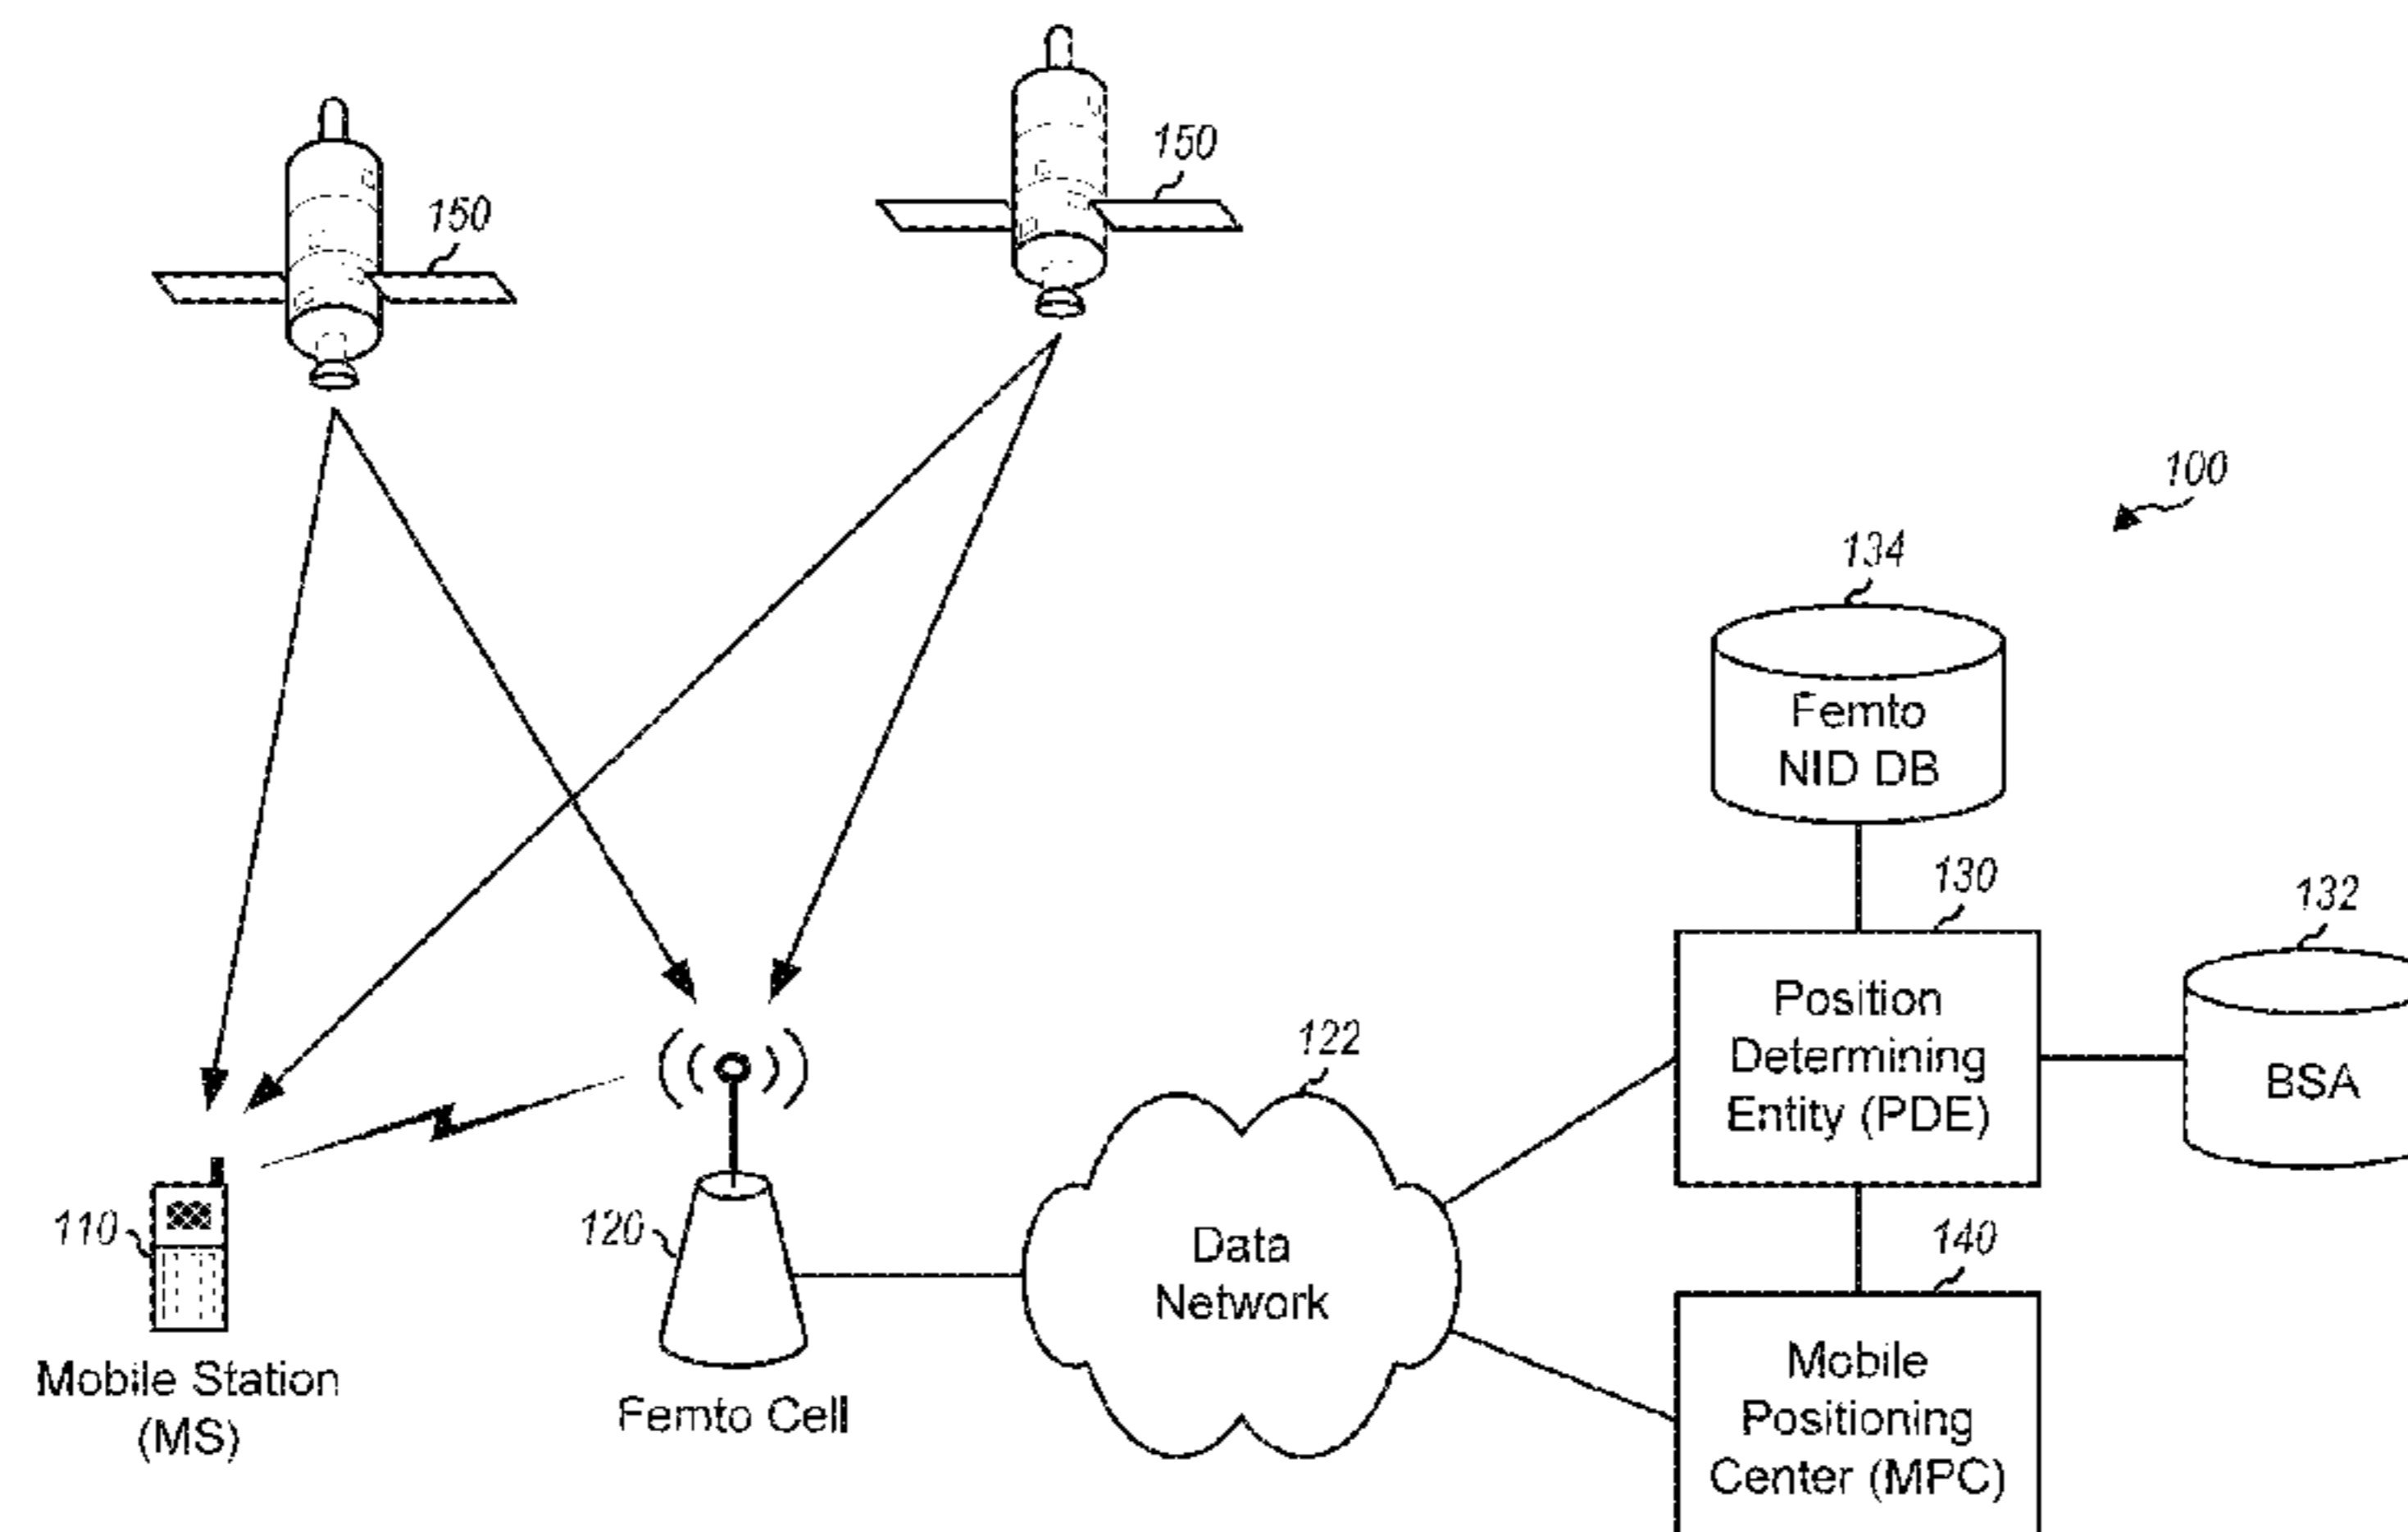 150
150
100
134
Femto
NID DB
130
132
Position
Determining
Entity (PDE)
BSA
122
110
120
Data
Network
140
Mobile
Positioning
Center (MPC)
Mobile Station
(MS)
Femto Cell